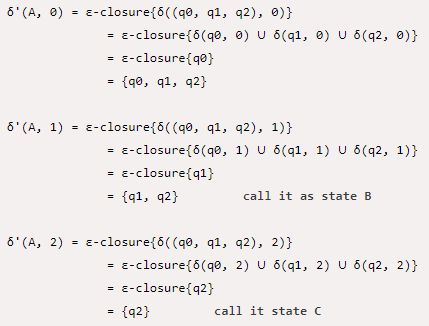 δ'(A, 0) = ε-closure{δ((q0, q1, q2), 0)}
= ε-closure{δ(q0, 0) ∪ δ(q1, 0) ∪ δ(q2, 0)}
= ε-closure{q0}
= {q0, q1, q2}
δ'(A, 1) = ε-closure{δ((q0, q1, q2), 1)}
= ε-closure{δ(q0, 1) ∪ δ(q1, 1) ∪ δ(q2, 1)}
= ε-closure{q1}
= {q1, q2} call it as state B
δ'(A, 2) = ε-closure{δ((q0, q1, q2), 2)}
= ε-closure{δ(q0, 2) ∪ δ(q1, 2) ∪ δ(q2, 2)}
= ε-closure{q2}
= {q2} call it state C